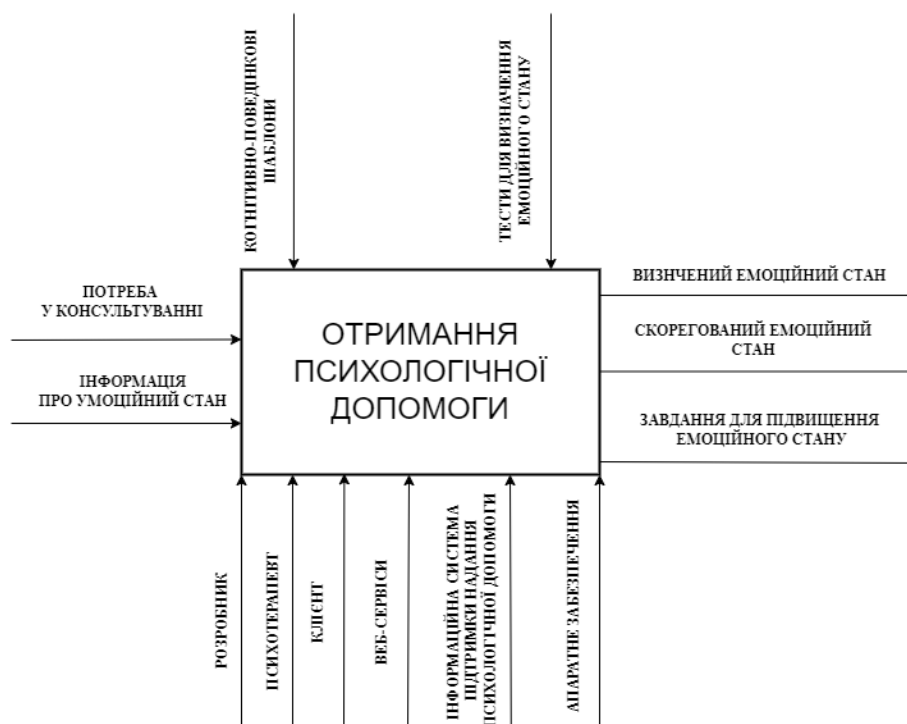 КОГНІТИВНО-ПОВЕДІНКОВІ
ШАБЛОНИ
ТЕСТИ ДЛЯ ВИЗНАЧЕННЯ
ЕМОЦІЙНОГО СТАНУ
ПОТРЕБА
У КОНСУЛЬТУВАННІ
ІНФОРМАЦІЯ
ПРО УМОЦІЙНИЙ СТАН
ОТРИМАННЯ
ПСИХОЛОГІЧНОЇ
ДОПОМОГИ
ВИЗНЧЕНИЙ ЕМОЦІЙНИЙ СТАН
СКОРЕГОВАНИЙ ЕМОЦІЙНИЙ
СТАН
ЗАВДАННЯ ДЛЯ ПІДВИЩЕННЯ
ЕМОЦІЙНОГО СТАНУ
РОЗРОБНИК
ПСИХОТЕРАПЕВТ
КЛІЄНТ
ВЕБ-СЕРВІСИ
ІНФОРМАЦІЙНА СИСТЕМА
ПІДТРИМКИ НАДАННЯ
ПСИХОЛОГІЧНОЇ ДОПОМОГИ
АПАРАТНЕ ЗАБЕЗПЕЧЕННЯ